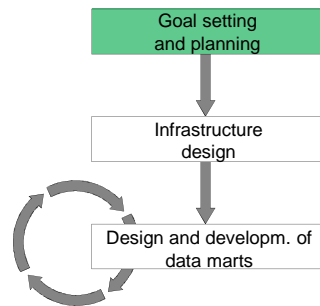 Goal setting
and planning
Infrastructure
design
Design and developm. of
data marts